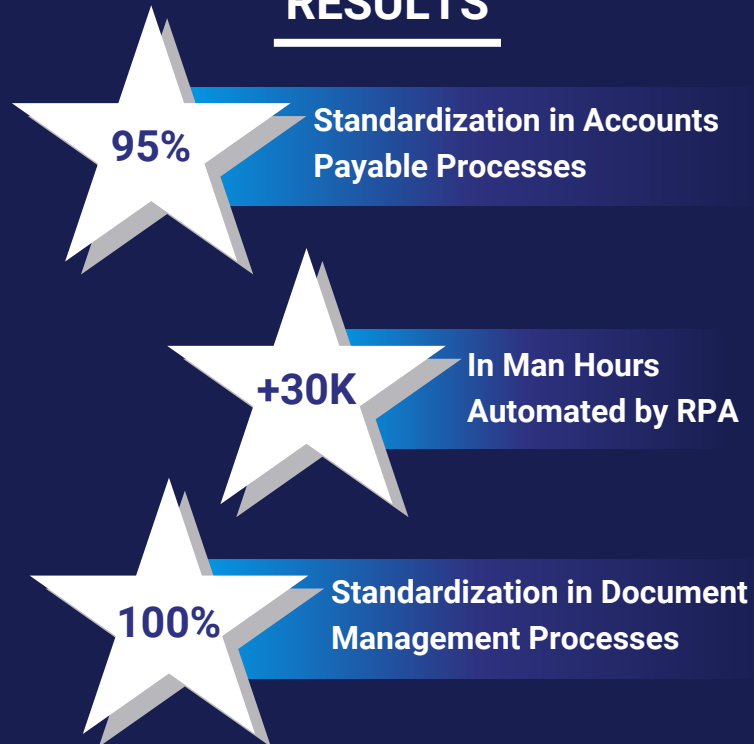 RESULTS
95%
Standardization in Accounts
Payable Processes
+30K
In Man Hours
Automated by RPA
100%
Standardization in Document
Management Processes